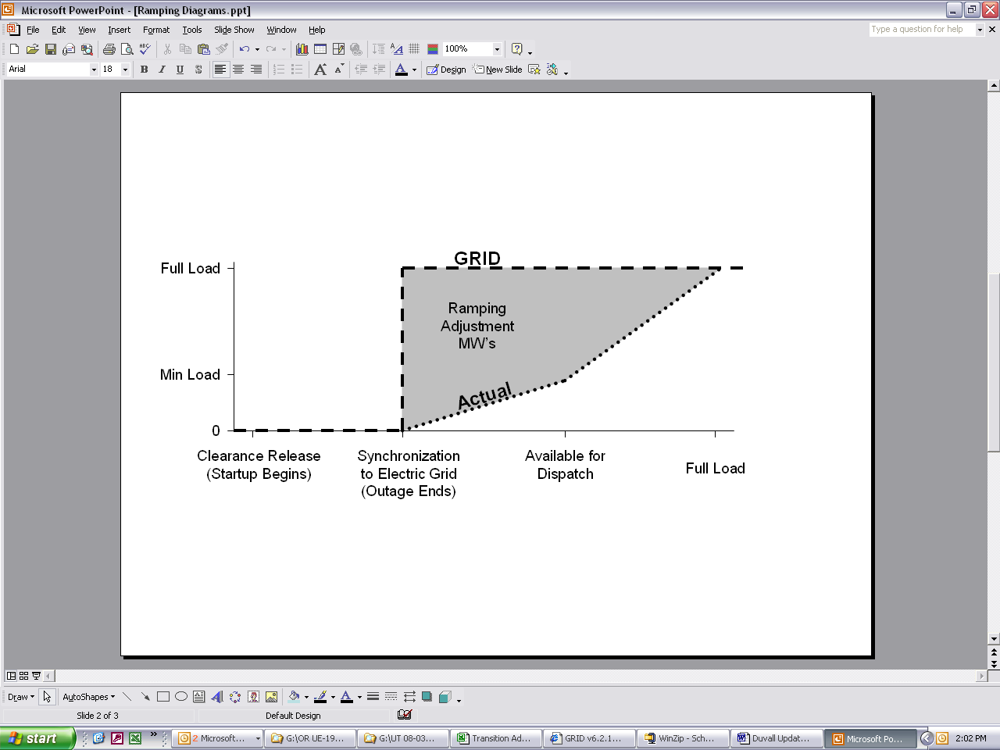 Microsoft PowerPoint - [Ramping Diagrams.ppt]
File Edit View Insert Format Tools Slide Show Window Help
Type a question for help
100%
Arial 18 B I U S A A A Design New Slide
GRID
Full Load
Ramping
Adjustment
MW's
Min Load
Actual
0
Clearance Release
(Startup Begins)
Synchronization
to Electric Grid
(Outage Ends)
Available for
Dispatch
Full Load
Draw AutoShapes
Slide 2 of 3 Default Design
start 2 Microsoft... G:\OR UE-19... G:\UT 08-03... Transition Ad... GRID v6.2.1... WinZip - Sch... Duvall Updat... Microsoft Po... 2:02 PM